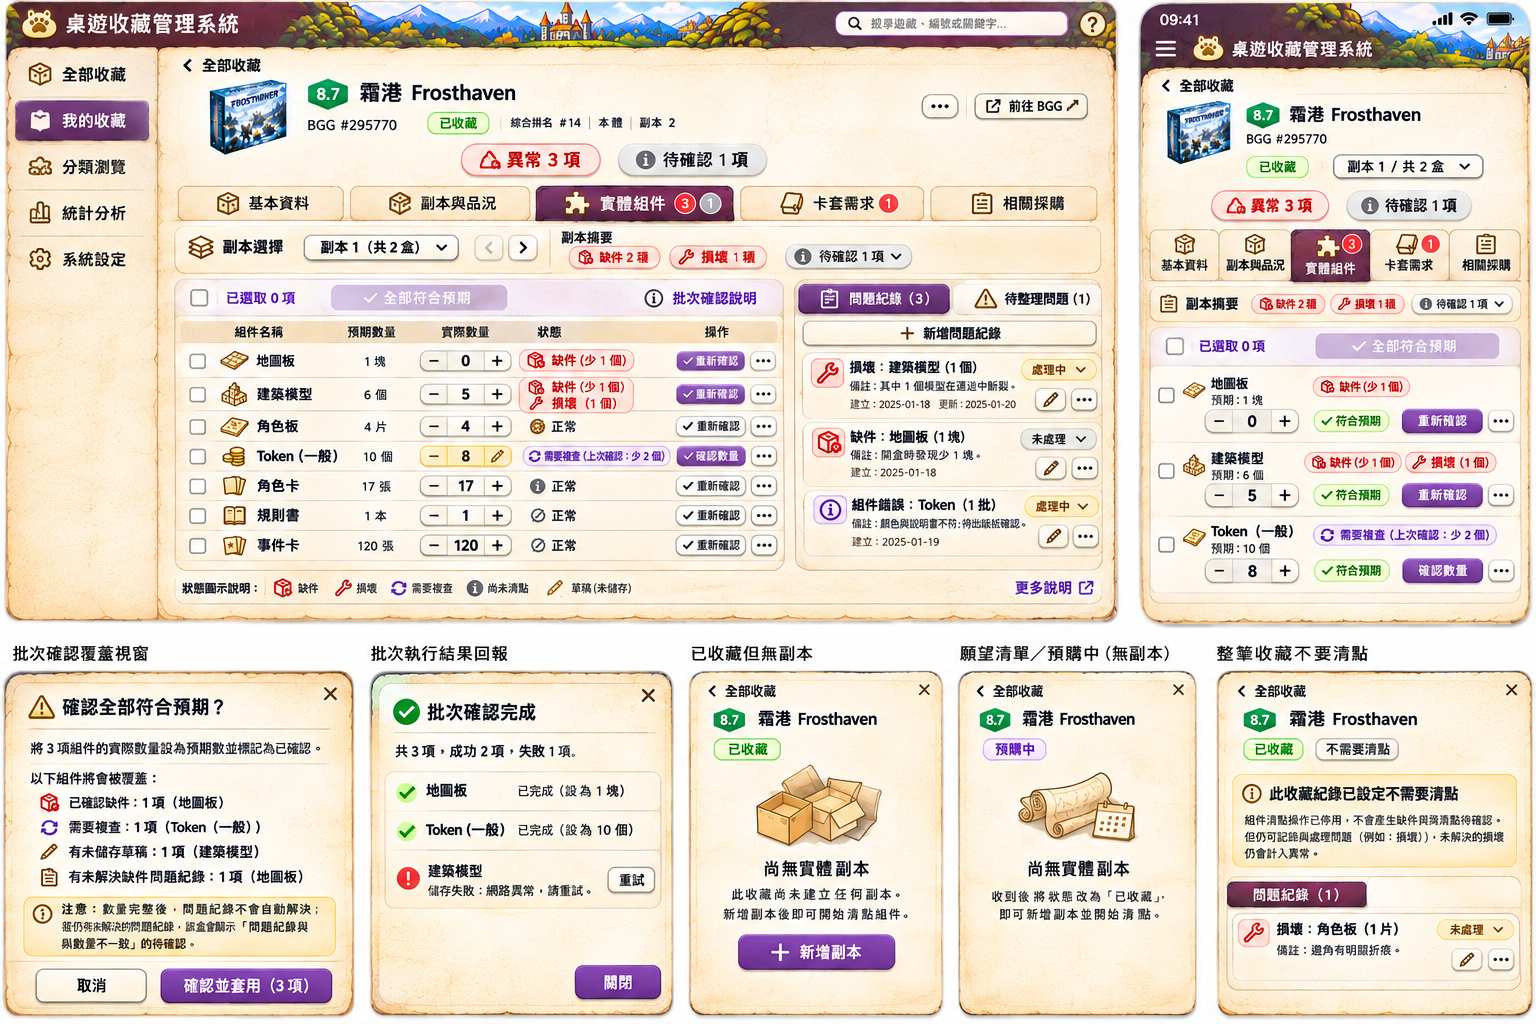 桌遊收藏管理系統
?
全部收藏
我的收藏
分類瀏覽
統計分析
系統設定
全部收藏
8.7 霜港 Frosthaven
BGG #295770 已收藏 綜合排名 #14 | 本體 | 副本 2
異常 3 項 待確認 1 項
前往 BGG
基本資料 副本與品況 實體組件 3 1 卡套需求 1 相關採購
副本選擇 副本 1（共 2 盒）
副本摘要
缺件 2 種 損壞 1 種 待確認 1 項
已選取 0 項 全部符合預期 批次確認說明
組件名稱 預期數量 實際數量 狀態 操作
地圖板 1 塊 − 0 + 缺件 (少 1 個) 重新確認
建築模型 6 個 − 5 + 缺件 (少 1 個) 損壞 (1 個) 重新確認
角色板 4 片 − 4 + 正常 重新確認
Token (一般) 10 個 − 8 需要複查 (上次確認：少 2 個) 確認數量
角色卡 17 張 − 17 + 正常 重新確認
規則書 1 本 − 1 + 正常 重新確認
事件卡 120 張 − 120 + 正常 重新確認
狀態圖示說明： 缺件 損壞 需要複查 尚未清點 草稿 (未儲存)
更多說明
問題紀錄（3） 待整理問題 (1)
＋ 新增問題紀錄
損壞：建築模型 (1 個) 處理中
備註：其中 1 個模型在運送中斷裂。
建立：2025-01-18 更新：2025-01-20
缺件：地圖板 (1 塊) 未處理
備註：開盒時發現少 1 塊。
建立：2025-01-18
組件錯誤：Token (1 批) 處理中
建立：2025-01-19
09:41
桌遊收藏管理系統
全部收藏
8.7 霜港 Frosthaven
BGG #295770
已收藏 副本 1 / 共 2 盒
異常 3 項 待確認 1 項
基本資料 副本與品況 實體組件 3 卡套需求 1 相關採購
副本摘要 缺件 2 種 損壞 1 種 待確認 1 項
已選取 0 項 全部符合預期
地圖板 缺件 (少 1 個)
預期：1 塊
− 0 + 符合預期 重新確認
建築模型 缺件 (少 1 個) 損壞 (1 個)
預期：6 個
− 5 + 符合預期 重新確認
Token (一般) 需要複查 (上次確認：少 2 個)
預期：10 個
− 8 + 符合預期 確認數量
批次確認覆蓋視窗
確認全部符合預期？
將 3 項組件的實際數量設為預期數並標記為已確認。
以下組件將會被覆蓋：
已確認缺件：1 項（地圖板）
需要複查：1 項（Token（一般））
有未儲存草稿：1 項（建築模型）
有未解決缺件問題紀錄：1 項（地圖板）
注意：數量完整後，問題紀錄不會自動解決；
「問題紀錄與
與數量不一致」的待確認。
取消 確認並套用（3 項）
批次執行結果回報
批次確認完成
共 3 項，成功 2 項，失敗 1 項。
地圖板 已完成（設為 1 塊）
Token (一般) 已完成（設為 10 個）
建築模型
儲存失敗：網路異常，請重試。 重試
關閉
已收藏但無副本
全部收藏
8.7 霜港 Frosthaven
已收藏
尚無實體副本
此收藏尚未建立任何副本。
新增副本後即可開始清點組件。
＋ 新增副本
願望清單／預購中 (無副本)
全部收藏
8.7 霜港 Frosthaven
預購中
尚無實體副本
收到後將狀態改為「已收藏」，
即可新增副本並開始清點。
整筆收藏不要清點
全部收藏
8.7 霜港 Frosthaven
已收藏 不需要清點
此收藏紀錄已設定不需要清點
組件清點操作已停用，不會產生缺件與待確認。
但仍可記錄與處理問題（例如：損壞），未解決的損壞
仍會計入異常。
問題紀錄（1）
損壞：角色板 (1 片) 未處理
備註：邊角有明顯折痕。